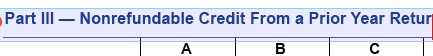 Part III — Nonrefundable Credit From a Prior Year Retur
A B C